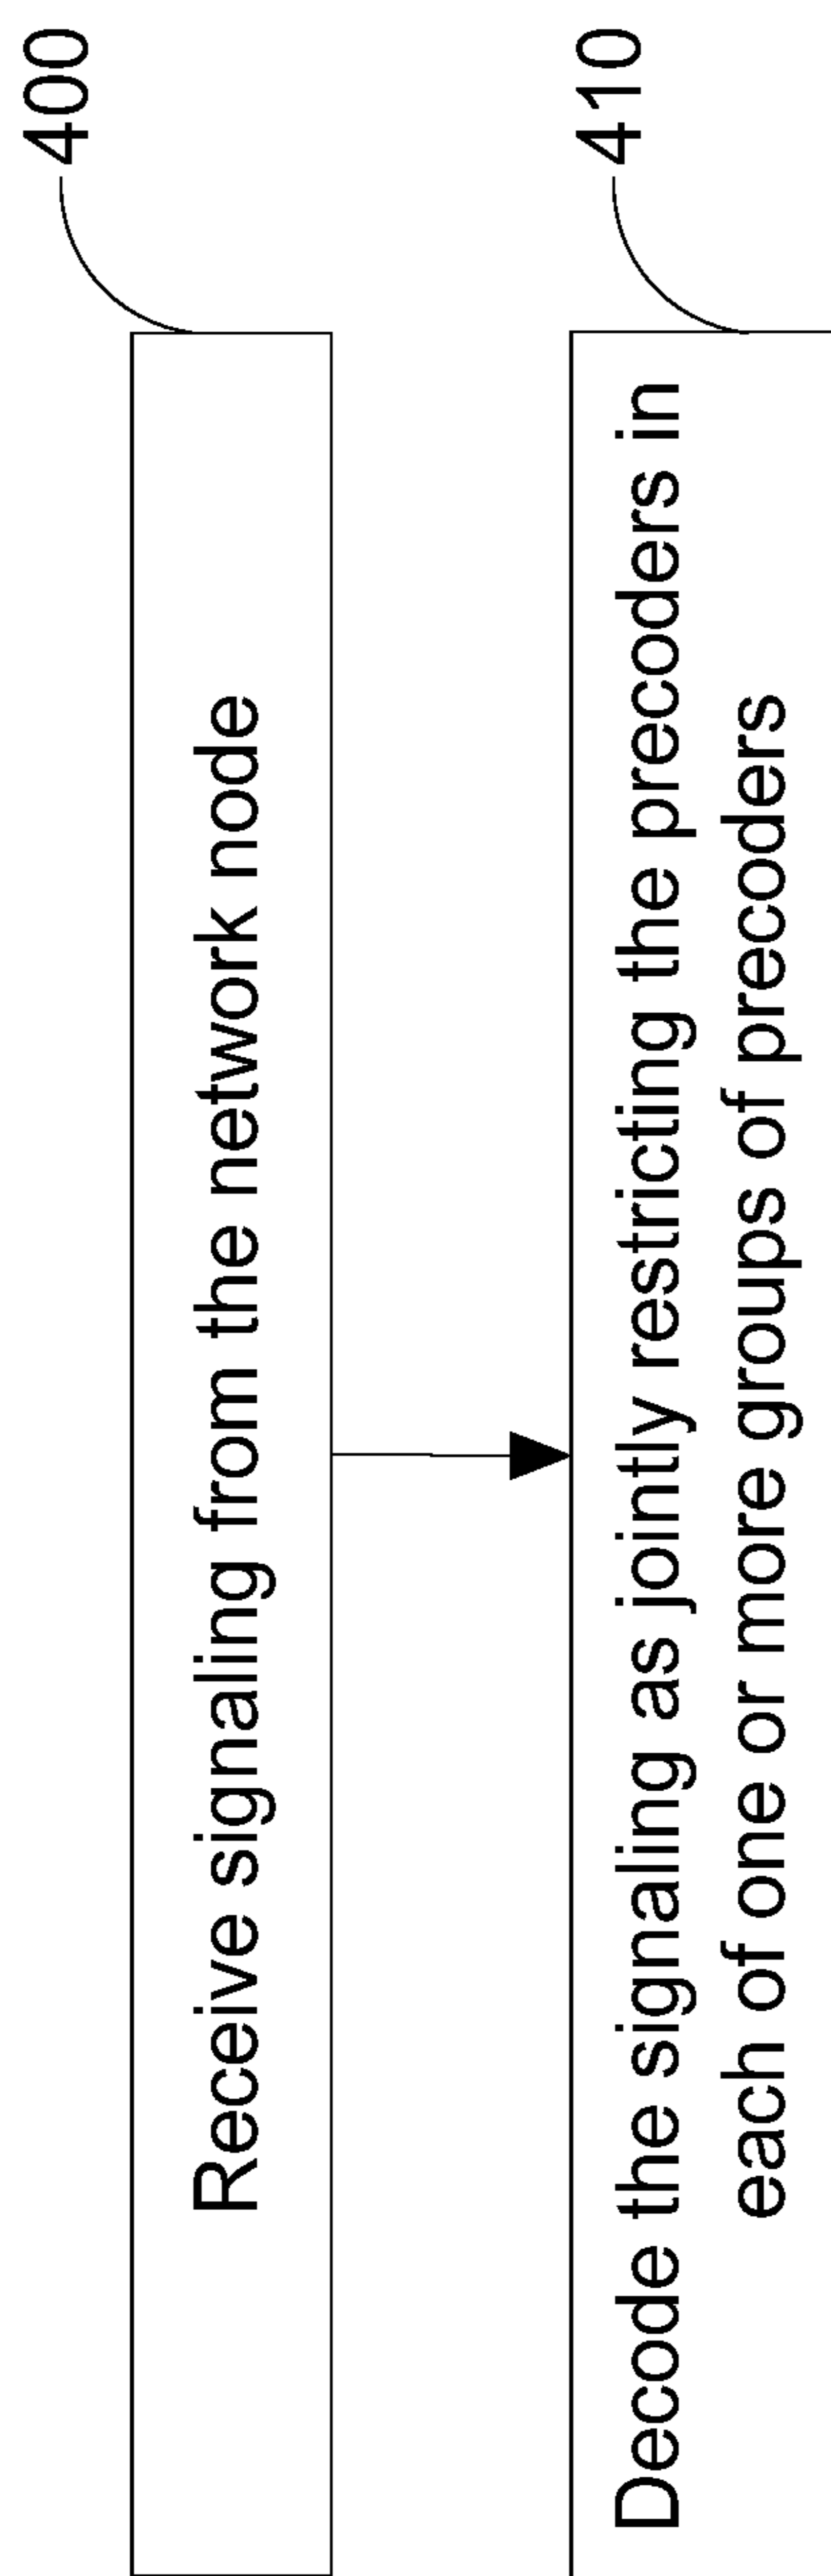 400
Receive signaling from the network node
410
Decode the signaling as jointly restricting the precoders in
each of one or more groups of precoders